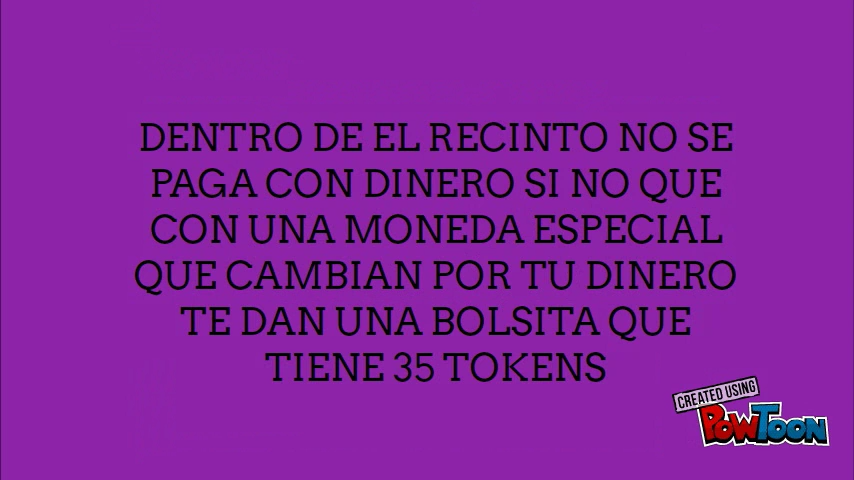 DENTRO DE EL RECINTO NO SE
PAGA CON DINERO SI NO QUE
CON UNA MONEDA ESPECIAL
QUE CAMBIAN POR TU DINERO
TE DAN UNA BOLSITA QUE
TIENE 35 TOKENS
CREATED USING
POWTOON